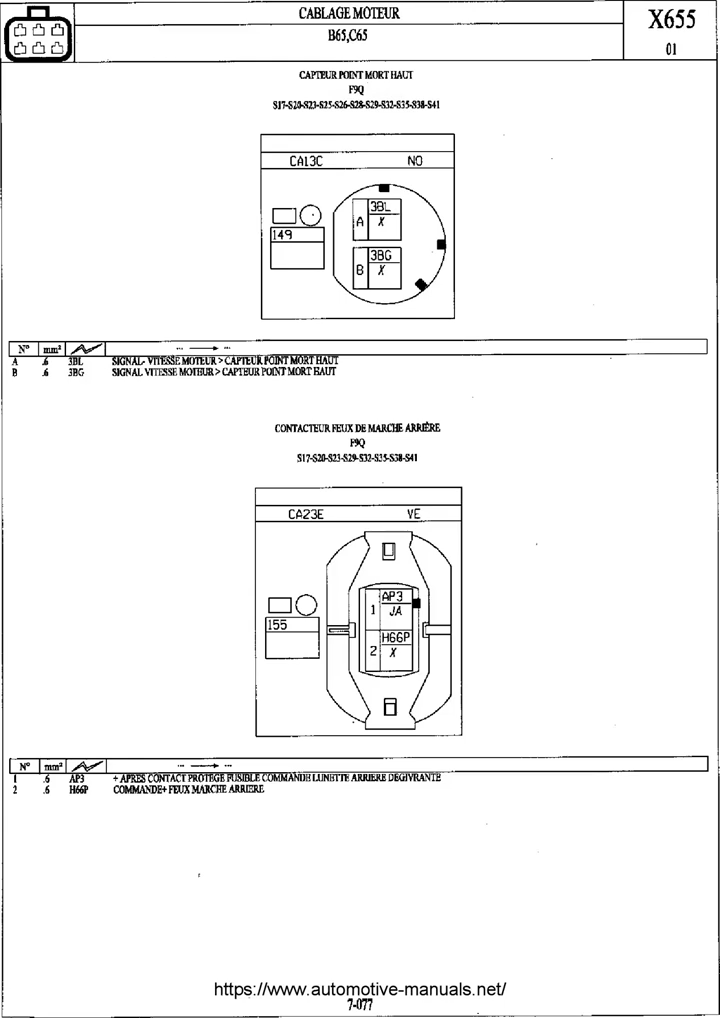 CABLAGE MOTEUR
X655
B65,C65
01
CAPTEUR POINT MORT HAUT
F9Q
S17-S20-S23-S25-S26-S28-S29-S32-S35-S38-S41
CA13C NO
149
A 3BL X
B 3BG X
N° mm² ... ...
A .6 3BL SIGNAL- VITESSE MOTEUR > CAPTEUR POINT MORT HAUT
B .6 3BG SIGNAL VITESSE MOTEUR > CAPTEUR POINT MORT HAUT
CONTACTEUR FEUX DE MARCHE ARRIÈRE
F9Q
S17-S20-S23-S29-S32-S35-S38-S41
CA23E VE
155
1 AP3 JA
2 H66P X
N° mm² ... ...
1 .6 AP3 + APRES CONTACT PROTEGE FUSIBLE COMMANDE LUNETTE ARRIERE DEGIVRANTE
2 .6 H66P COMMANDE+ FEUX MARCHE ARRIERE
https://www.automotive-manuals.net/
7-077